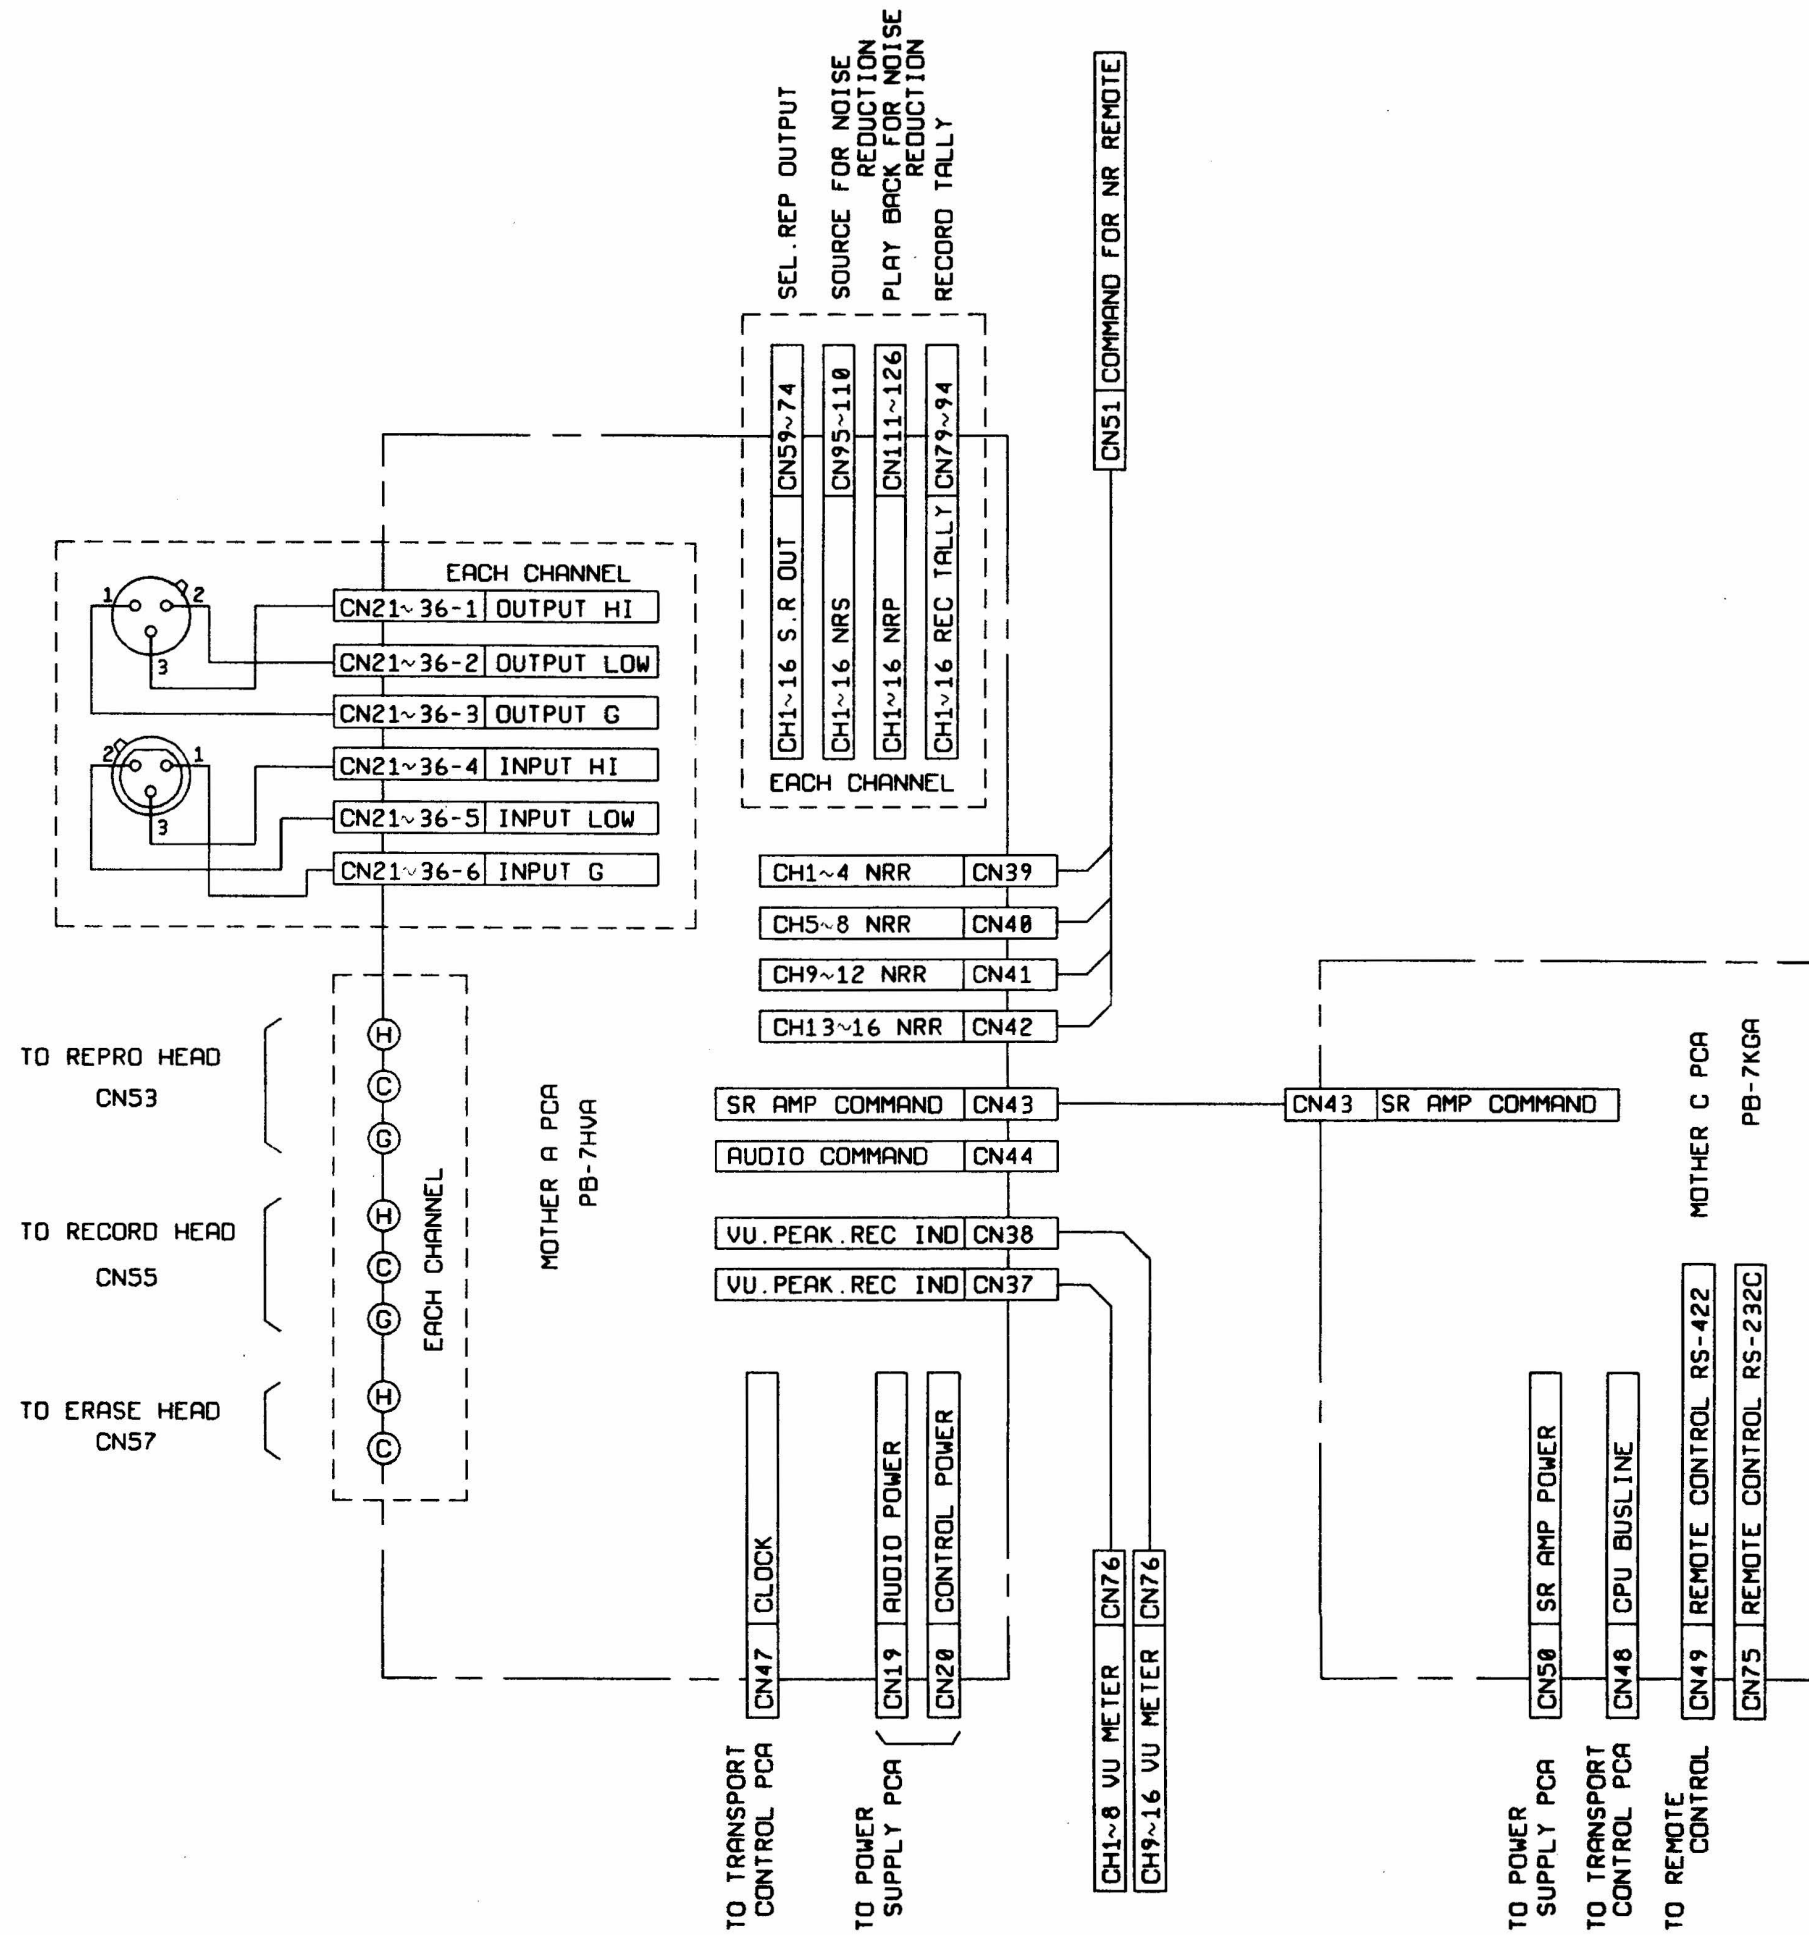 SEL.REP OUTPUT
SOURCE FOR NOISE
REDUCTION
PLAY BACK FOR NOISE
REDUCTION
RECORD TALLY
CN51 COMMAND FOR NR REMOTE
CH1~16 S.R OUT CN59~74
CH1~16 NRS CN95~110
CH1~16 NRP CN111~126
CH1~16 REC TALLY CN79~94
EACH CHANNEL
EACH CHANNEL
1 2
3
CN21~36-1 OUTPUT HI
CN21~36-2 OUTPUT LOW
CN21~36-3 OUTPUT G
2 1
3
CN21~36-4 INPUT HI
CN21~36-5 INPUT LOW
CN21~36-6 INPUT G
CH1~4 NRR CN39
CH5~8 NRR CN40
CH9~12 NRR CN41
CH13~16 NRR CN42
TO REPRO HEAD
CN53
H
C
G
TO RECORD HEAD
CN55
H
C
G
TO ERASE HEAD
CN57
H
C
EACH CHANNEL
MOTHER A PCA
PB-7HVA
SR AMP COMMAND CN43
AUDIO COMMAND CN44
VU.PEAK.REC IND CN38
VU.PEAK.REC IND CN37
CN43 SR AMP COMMAND
MOTHER C PCA
PB-7KGA
CN47 CLOCK
CN19 AUDIO POWER
CN20 CONTROL POWER
TO TRANSPORT
CONTROL PCA
TO POWER
SUPPLY PCA
CH1~8 VU METER CN76
CH9~16 VU METER CN76
CN50 SR AMP POWER
CN48 CPU BUSLINE
CN49 REMOTE CONTROL RS-422
CN75 REMOTE CONTROL RS-232C
TO POWER
SUPPLY PCA
TO TRANSPORT
CONTROL PCA
TO REMOTE
CONTROL